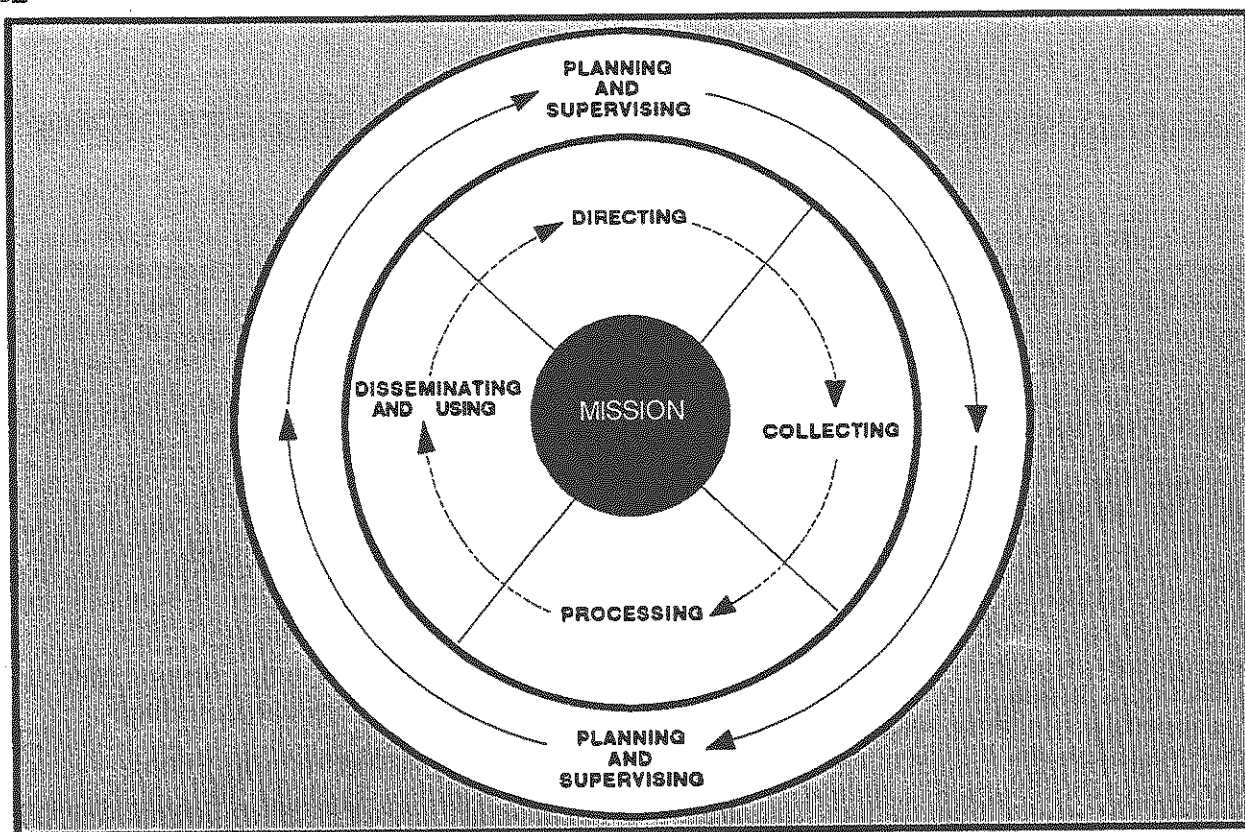 PLANNING
AND
SUPERVISING
DIRECTING
DISSEMINATING
AND USING
MISSION
COLLECTING
PROCESSING
PLANNING
AND
SUPERVISING